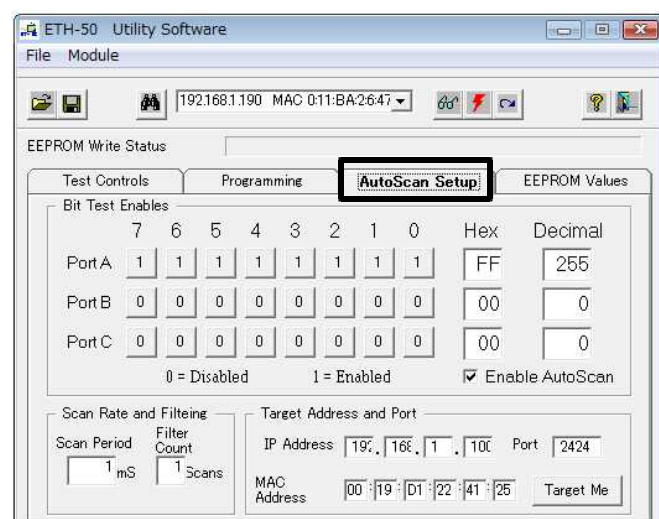 ETH-50 Utility Software
File Module
192.168.1.190 MAC 0:11:BA:2:6:47
EEPROM Write Status
Test Controls Programming AutoScan Setup EEPROM Values
Bit Test Enables
7 6 5 4 3 2 1 0 Hex Decimal
Port A 1 1 1 1 1 1 1 1 FF 255
Port B 0 0 0 0 0 0 0 0 00 0
Port C 0 0 0 0 0 0 0 0 00 0
0 = Disabled 1 = Enabled Enable AutoScan
Scan Rate and Filteing Target Address and Port
Scan Period Filter Count IP Address 192 . 168 . 1 . 100 Port 2424
1 mS 1 Scans
MAC Address 00 : 19 : D1 : 22 : 41 : 25 Target Me